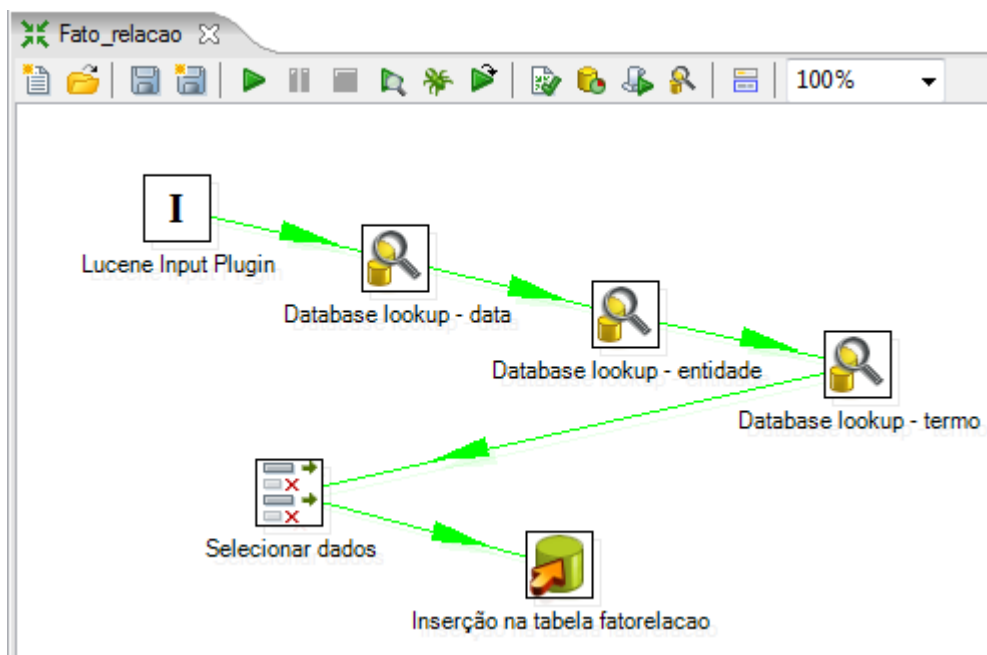 Fato_relacao
100%
I
Lucene Input Plugin
Database lookup - data
Database lookup - entidade
Database lookup - termo
Selecionar dados
Inserção na tabela fatorelacao